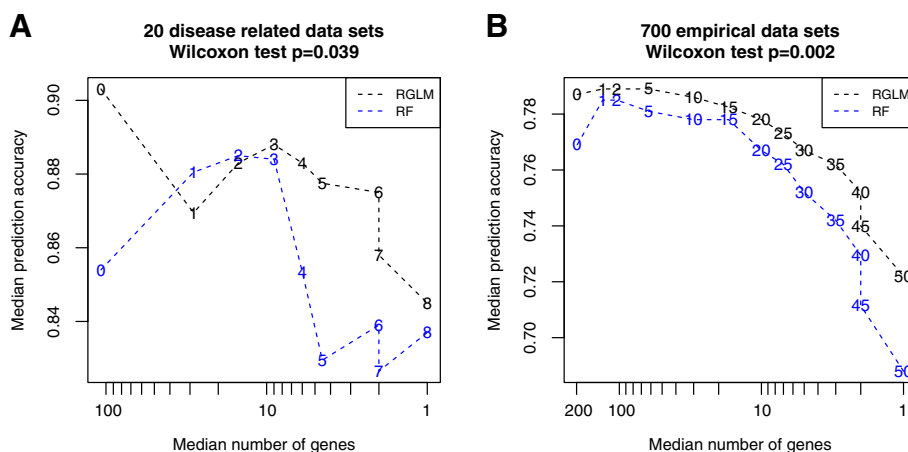 A
20 disease related data sets
Wilcoxon test p=0.039
RGLM
RF
Median prediction accuracy
0.90
0.88
0.86
0.84
0 1 2 3 4 5 6 7 8
0 1 2 3 4 5 6 7 8
100 10 1
Median number of genes
B
700 empirical data sets
Wilcoxon test p=0.002
RGLM
RF
Median prediction accuracy
0.78
0.76
0.74
0.72
0.70
0 1 2 5 10 15 20 25 30 35 40 45 50
0 1 2 5 10 15 20 25 30 35 40 45 50
200 100 10 1
Median number of genes